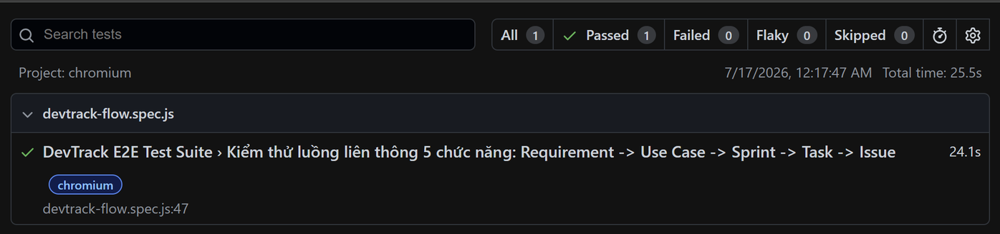 Search tests
All 1 Passed 1 Failed 0 Flaky 0 Skipped 0
Project: chromium 7/17/2026, 12:17:47 AM Total time: 25.5s
devtrack-flow.spec.js
DevTrack E2E Test Suite › Kiểm thử luồng liên thông 5 chức năng: Requirement -> Use Case -> Sprint -> Task -> Issue 24.1s
chromium
devtrack-flow.spec.js:47